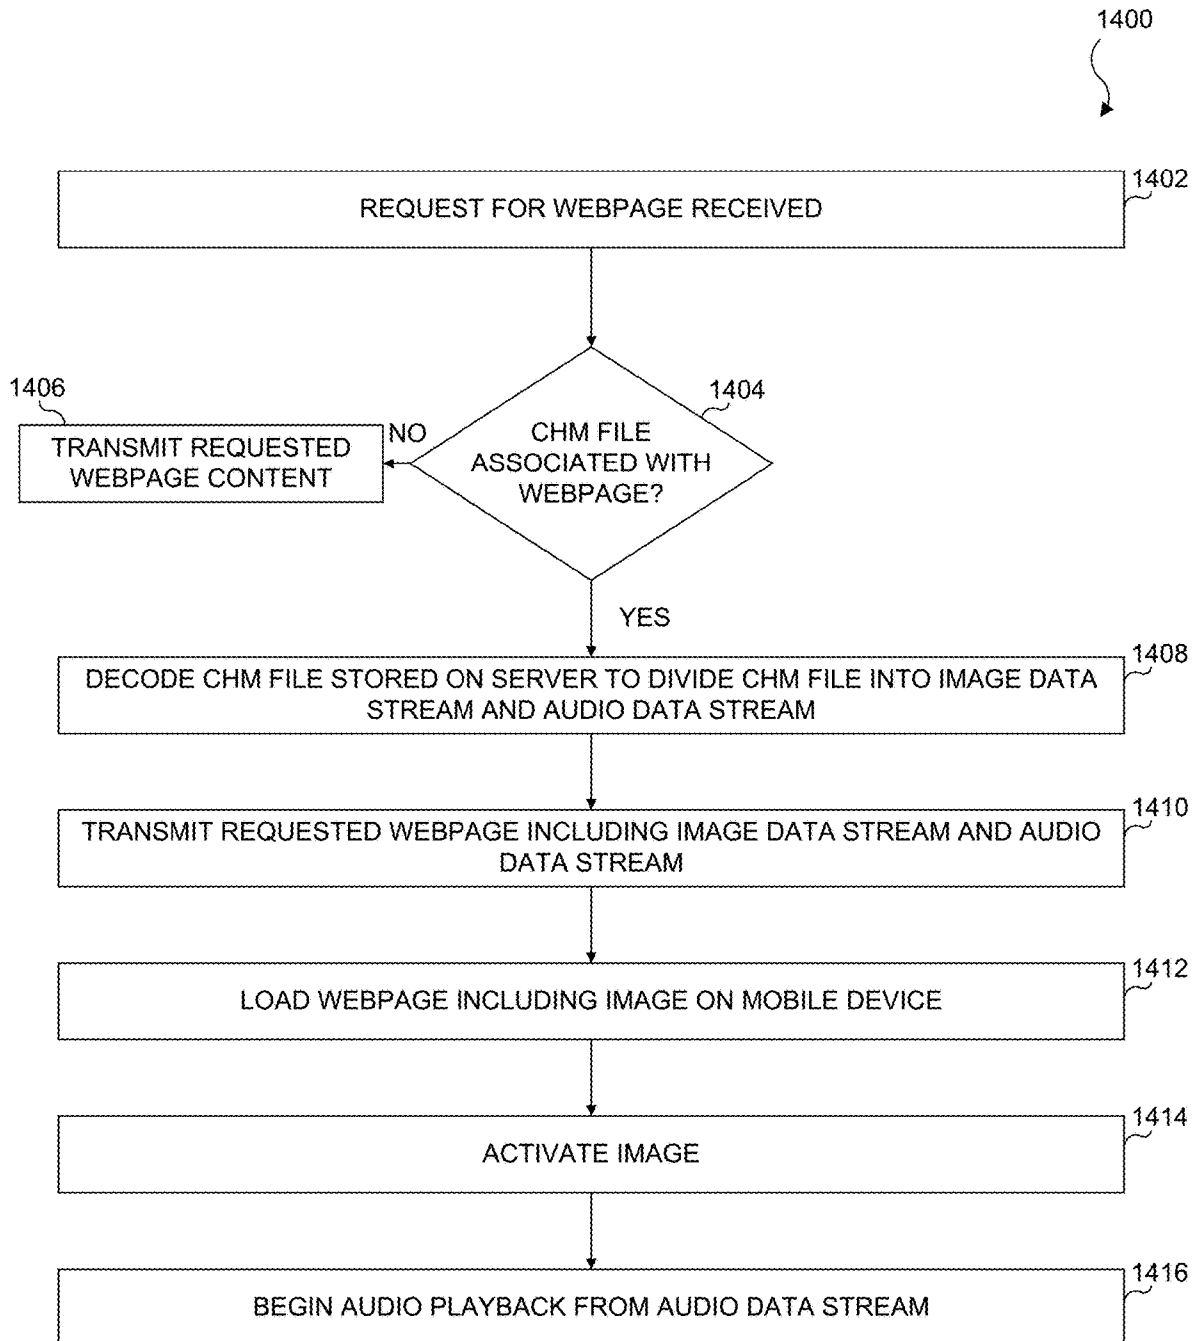 1400
1402
REQUEST FOR WEBPAGE RECEIVED
1404
CHM FILE
ASSOCIATED WITH
WEBPAGE?
NO
1406
TRANSMIT REQUESTED
WEBPAGE CONTENT
YES
1408
DECODE CHM FILE STORED ON SERVER TO DIVIDE CHM FILE INTO IMAGE DATA
STREAM AND AUDIO DATA STREAM
1410
TRANSMIT REQUESTED WEBPAGE INCLUDING IMAGE DATA STREAM AND AUDIO
DATA STREAM
1412
LOAD WEBPAGE INCLUDING IMAGE ON MOBILE DEVICE
1414
ACTIVATE IMAGE
1416
BEGIN AUDIO PLAYBACK FROM AUDIO DATA STREAM